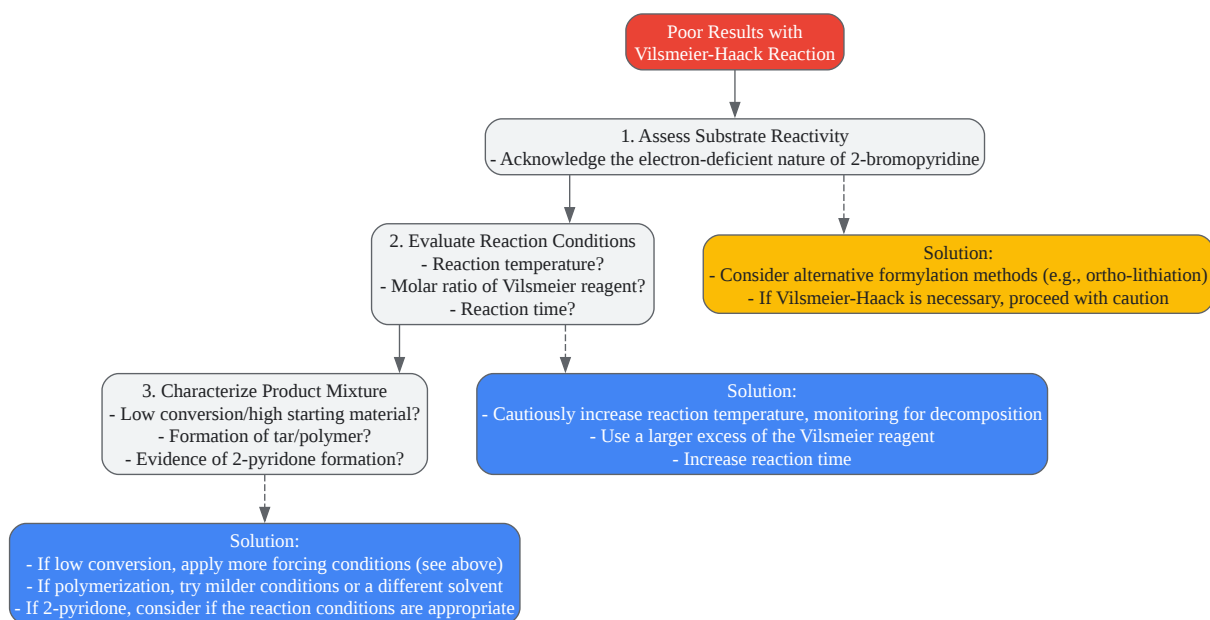 Poor Results with
Vilsmeier-Haack Reaction
1. Assess Substrate Reactivity
- Acknowledge the electron-deficient nature of 2-bromopyridine
2. Evaluate Reaction Conditions
- Reaction temperature?
- Molar ratio of Vilsmeier reagent?
- Reaction time?
Solution:
- Consider alternative formylation methods (e.g., ortho-lithiation)
- If Vilsmeier-Haack is necessary, proceed with caution
3. Characterize Product Mixture
- Low conversion/high starting material?
- Formation of tar/polymer?
- Evidence of 2-pyridone formation?
Solution:
- Cautiously increase reaction temperature, monitoring for decomposition
- Use a larger excess of the Vilsmeier reagent
- Increase reaction time
Solution:
- If low conversion, apply more forcing conditions (see above)
- If polymerization, try milder conditions or a different solvent
- If 2-pyridone, consider if the reaction conditions are appropriate